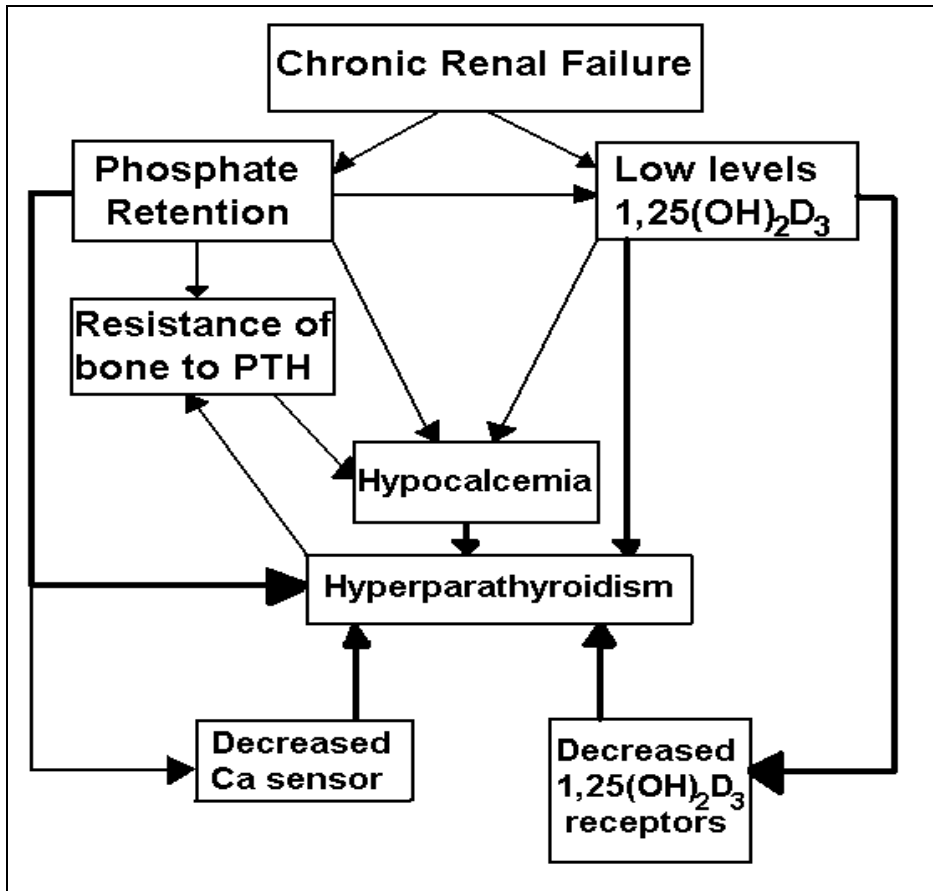 Chronic Renal Failure
Phosphate
Retention
Low levels
1,25(OH)₂D₃
Resistance of
bone to PTH
Hypocalcemia
Hyperparathyroidism
Decreased
Ca sensor
Decreased
1,25(OH)₂D₃
receptors